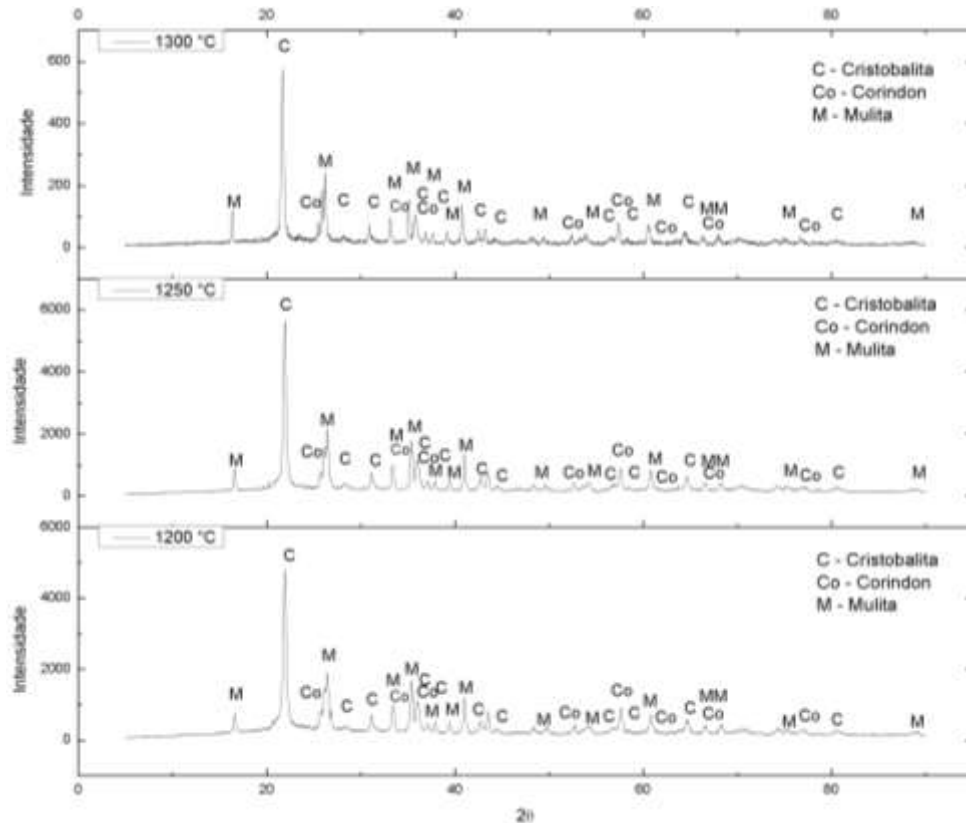 0 20 40 60 80
1300 °C
C - Cristobalita
Co - Corindon
M - Mulita
Intensidade
600
400
200
0
M C Co M C C M Co M C Co M C M M C C M Co M C Co C M Co C MM Co M Co C M
1250 °C
C - Cristobalita
Co - Corindon
M - Mulita
Intensidade
6000
4000
2000
0
M C Co M C C M Co M C Co M C M M C C M Co M C Co C M Co C MM Co M Co C M
1200 °C
C - Cristobalita
Co - Corindon
M - Mulita
Intensidade
6000
4000
2000
0
M C Co M C C M Co M C Co M C M M C C M Co M C Co C M Co C MM Co M Co C M
0 20 40 60 80
2θ